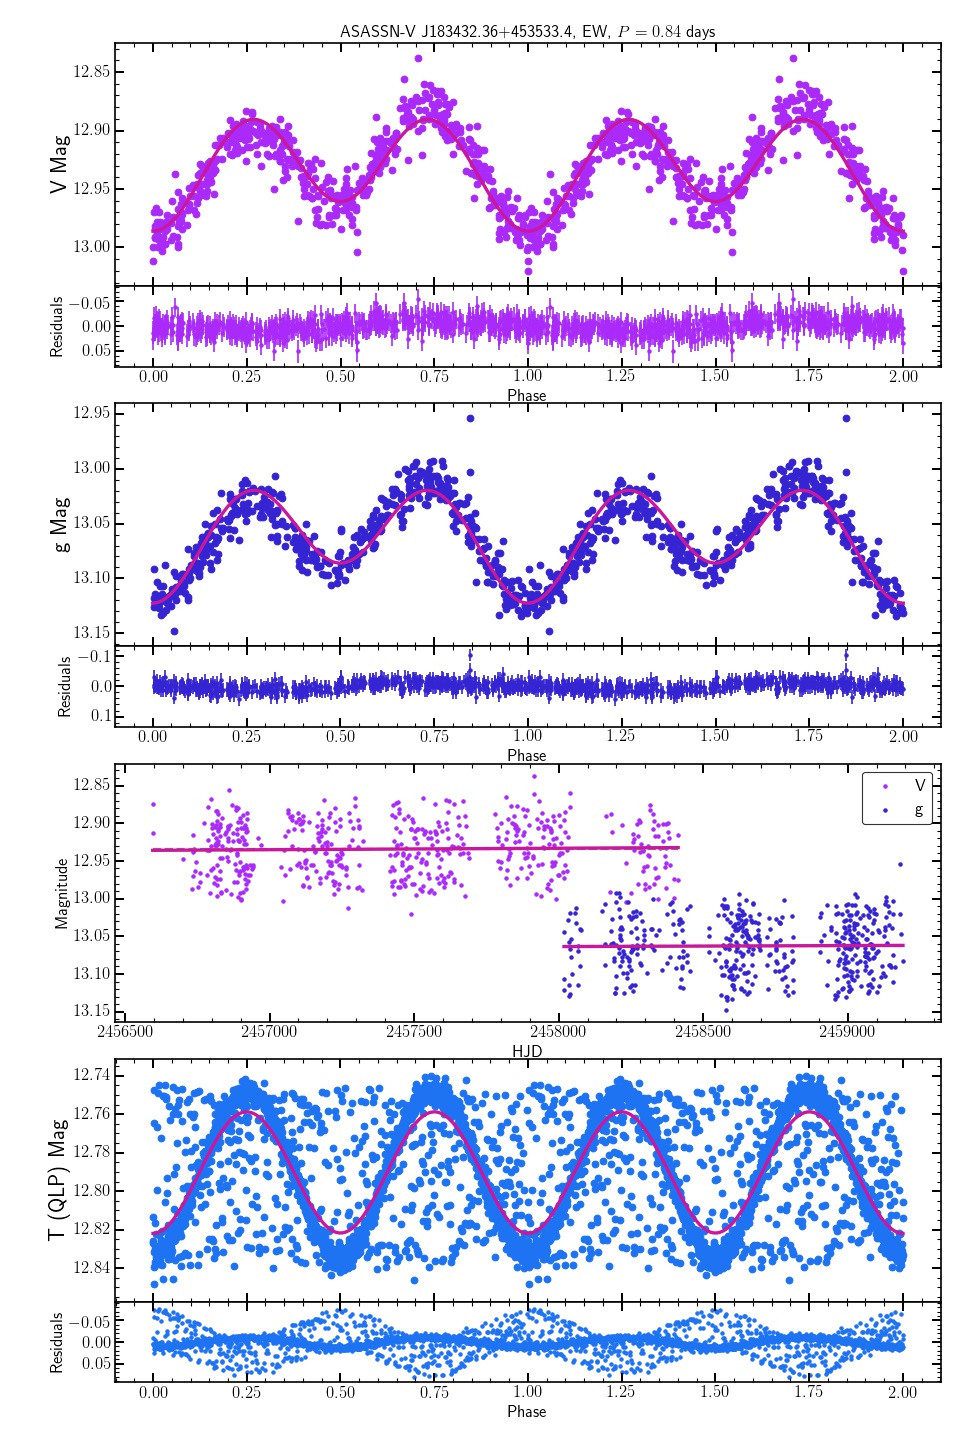 ASASSN-V J183432.36+453533.4, EW, P = 0.84 days
V Mag
12.85
12.90
12.95
13.00
Residuals
−0.05
0.00
0.05
0.00 0.25 0.50 0.75 1.00 1.25 1.50 1.75 2.00
Phase
g Mag
12.95
13.00
13.05
13.10
13.15
Residuals
−0.1
0.0
0.1
0.00 0.25 0.50 0.75 1.00 1.25 1.50 1.75 2.00
Phase
Magnitude
12.85
12.90
12.95
13.00
13.05
13.10
13.15
V
g
2456500 2457000 2457500 2458000 2458500 2459000
HJD
T (QLP) Mag
12.74
12.76
12.78
12.80
12.82
12.84
Residuals
−0.05
0.00
0.05
0.00 0.25 0.50 0.75 1.00 1.25 1.50 1.75 2.00
Phase